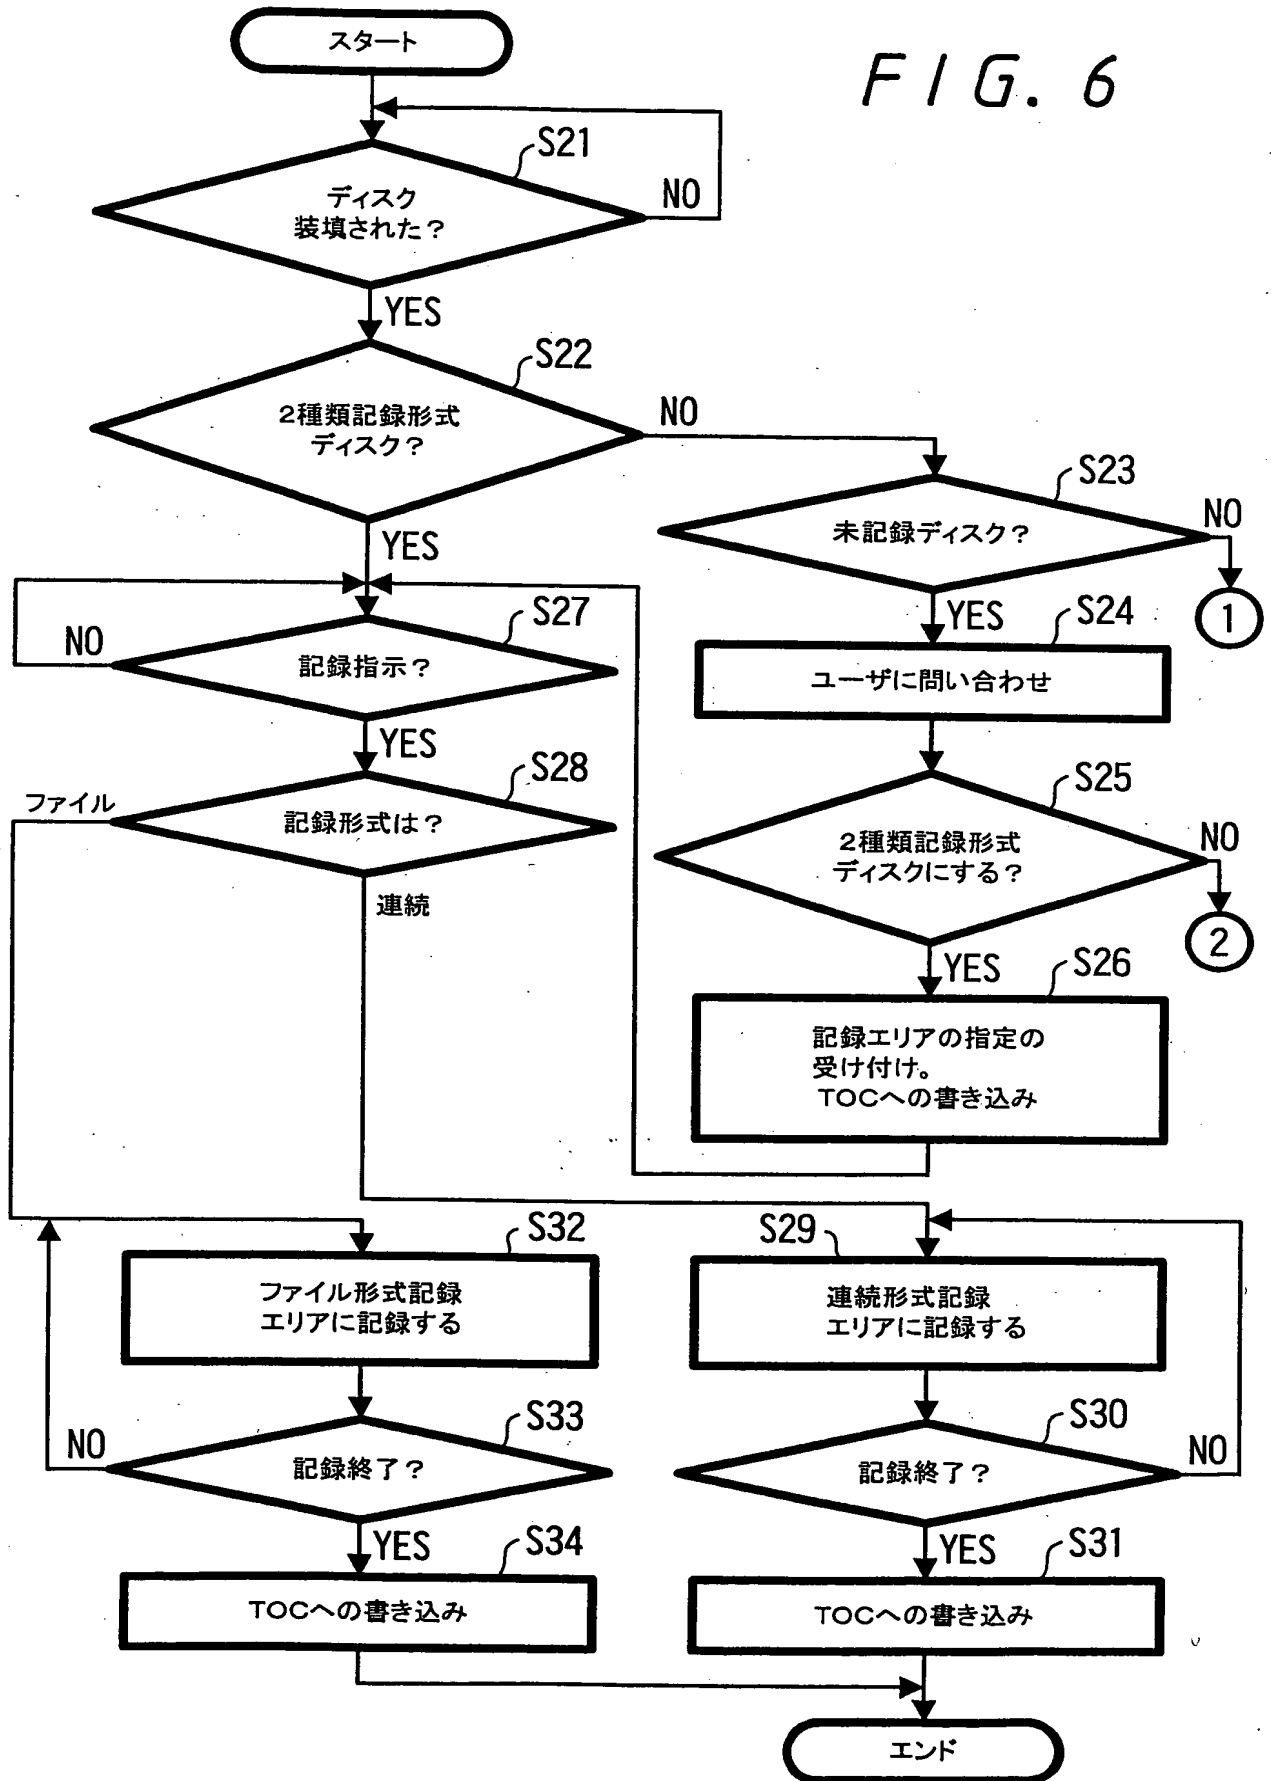 スタート
FIG. 6
S21
ディスク
装填された？
NO
YES
S22
2種類記録形式
ディスク？
NO
YES
S23
未記録ディスク？
NO
1
YES
S24
ユーザに問い合わせ
S25
2種類記録形式
ディスクにする？
NO
2
YES
S26
記録エリアの指定の
受け付け。
TOCへの書き込み
S27
記録指示？
NO
YES
S28
記録形式は？
ファイル
連続
S32
ファイル形式記録
エリアに記録する
S33
記録終了？
NO
YES
S34
TOCへの書き込み
S29
連続形式記録
エリアに記録する
S30
記録終了？
NO
YES
S31
TOCへの書き込み
エンド